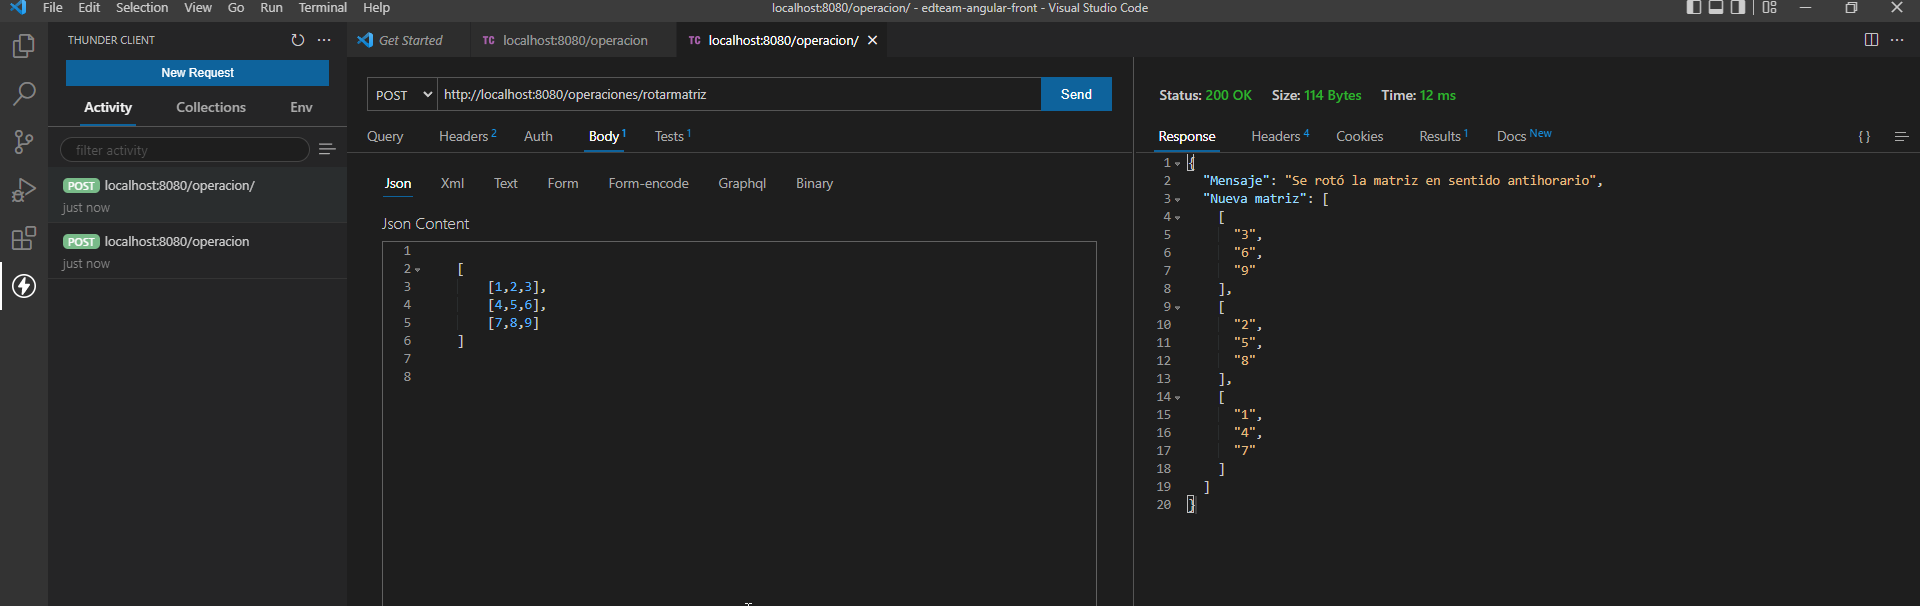 File Edit Selection View Go Run Terminal Help
localhost:8080/operacion/ - edteam-angular-front - Visual Studio Code
THUNDER CLIENT
New Request
Activity Collections Env
filter activity
POST localhost:8080/operacion/
just now
POST localhost:8080/operacion
just now
Get Started
TC localhost:8080/operacion
TC localhost:8080/operacion/
POST http://localhost:8080/operaciones/rotarmatriz Send
Query Headers 2 Auth Body 1 Tests 1
Json Xml Text Form Form-encode Graphql Binary
Json Content
1
2 [
3 [1,2,3],
4 [4,5,6],
5 [7,8,9]
6 ]
7
8
Status: 200 OK Size: 114 Bytes Time: 12 ms
Response Headers 4 Cookies Results 1 Docs New { }
1 {
2 "Mensaje": "Se rotó la matriz en sentido antihorario",
3 "Nueva matriz": [
4 [
5 "3",
6 "6",
7 "9"
8 ],
9 [
10 "2",
11 "5",
12 "8"
13 ],
14 [
15 "1",
16 "4",
17 "7"
18 ]
19 ]
20 }